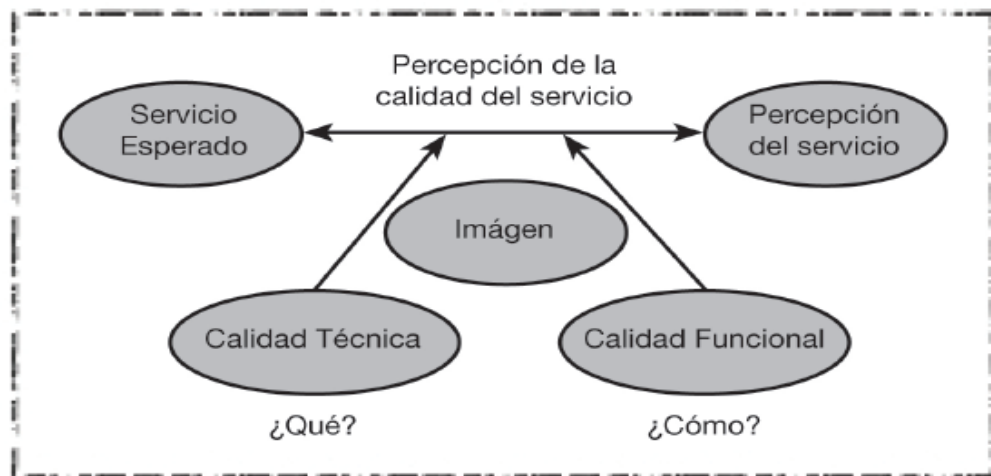 Percepción de la
calidad del servicio
Servicio
Esperado
Percepción
del servicio
Imágen
Calidad Técnica
Calidad Funcional
¿Qué?
¿Cómo?